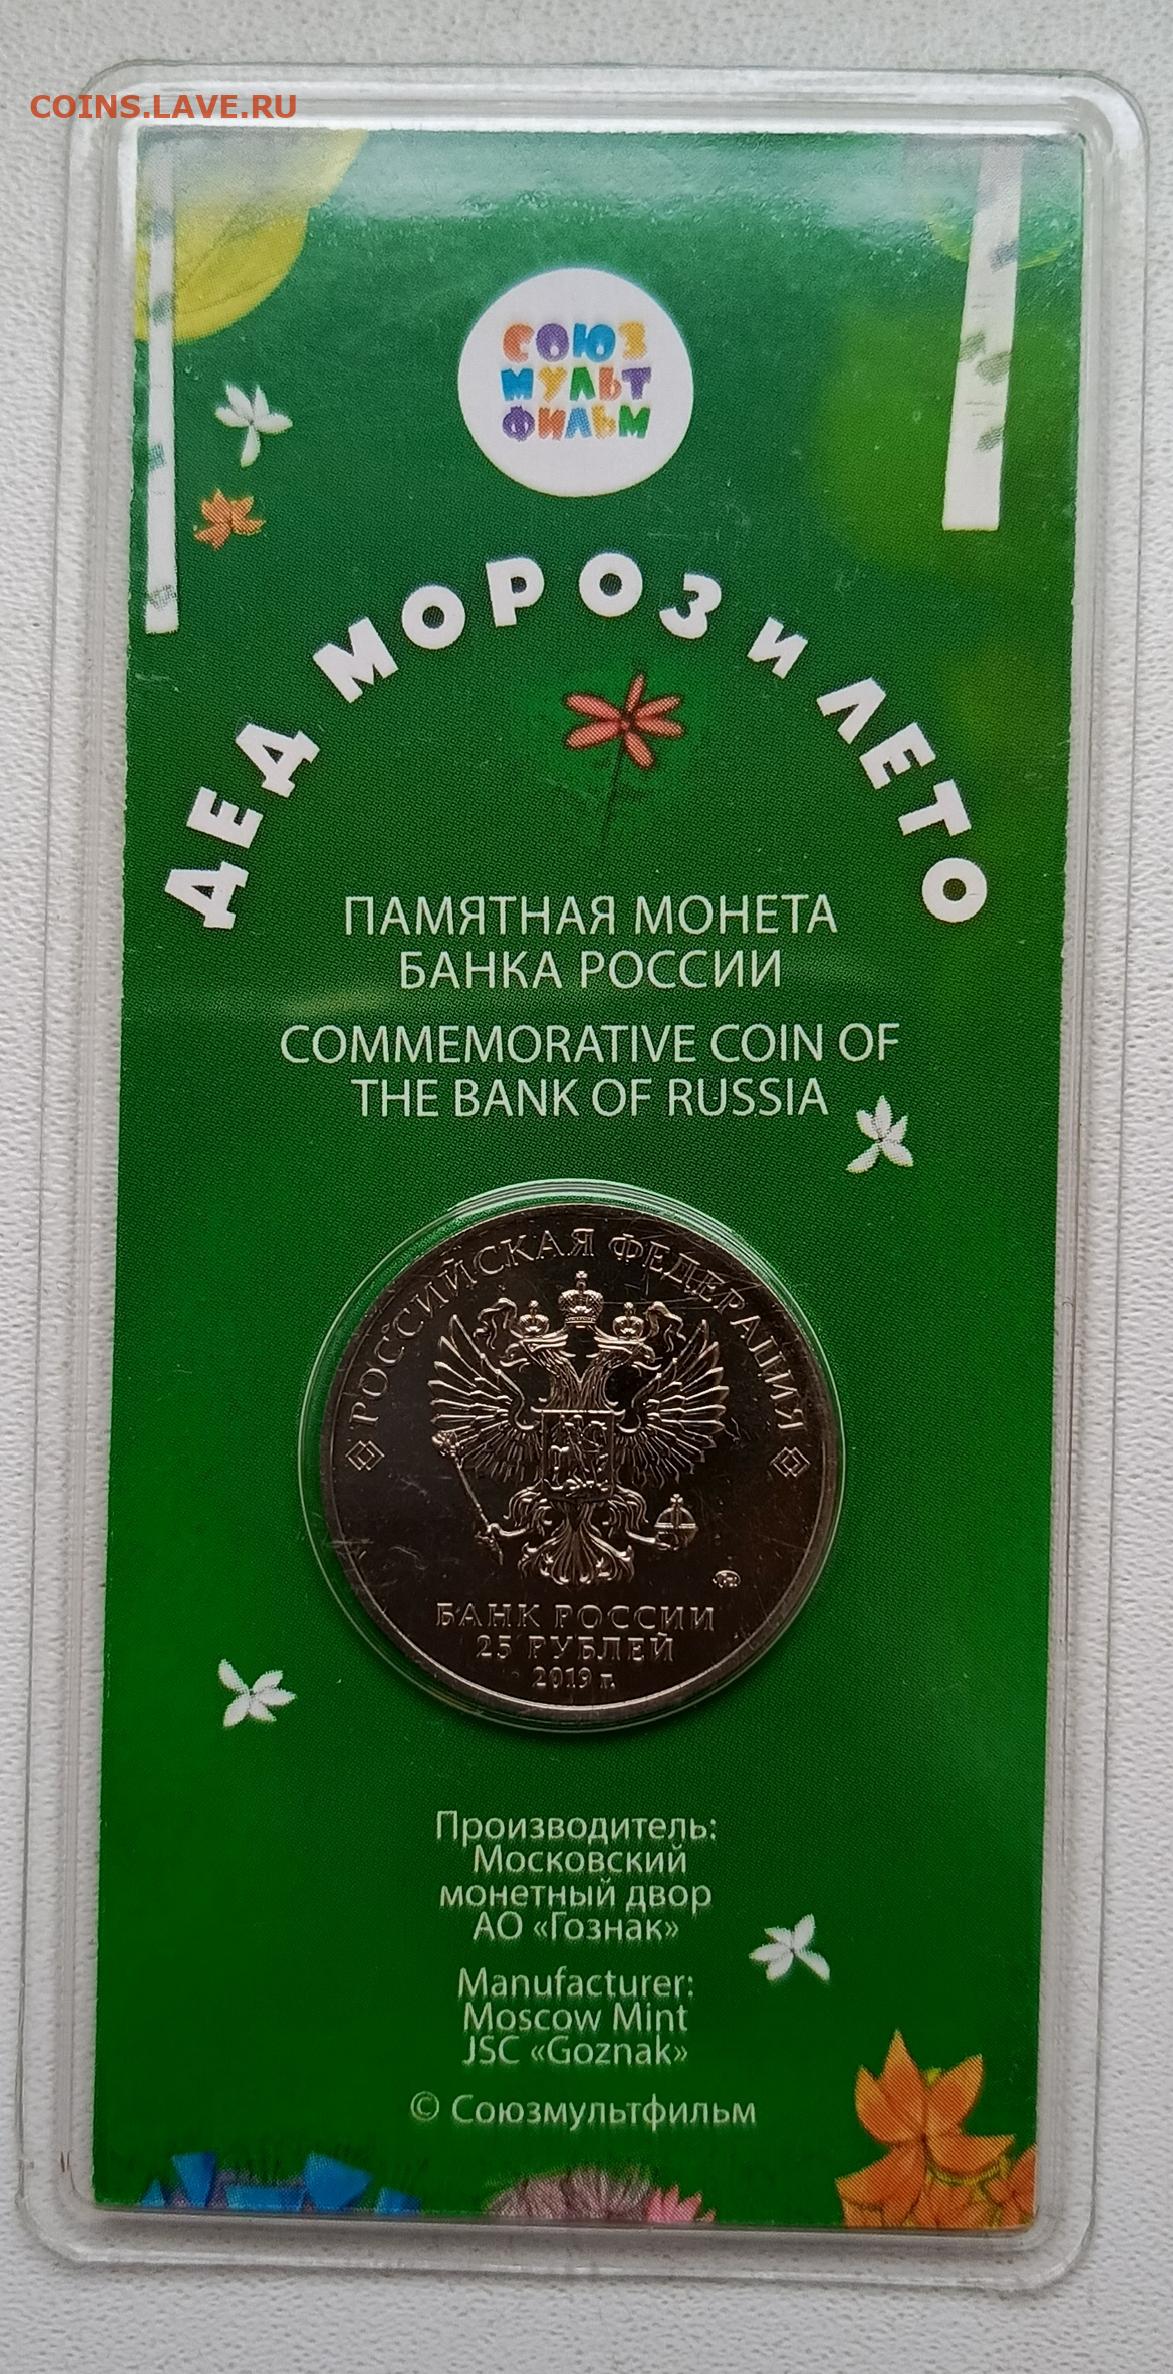 COINS.LAVE.RU
СОЮЗ
МУЛЬТ
ФИЛЬМ
ДЕД МОРОЗ И ЛЕТО
ПАМЯТНАЯ МОНЕТА
БАНКА РОССИИ
COMMEMORATIVE COIN OF
THE BANK OF RUSSIA
РОССИЙСКАЯ ФЕДЕРАЦИЯ
БАНК РОССИИ
25 РУБЛЕЙ
2019 г.
Производитель:
Московский
монетный двор
АО «Гознак»
Manufacturer:
Moscow Mint
JSC «Goznak»
© Союзмультфильм